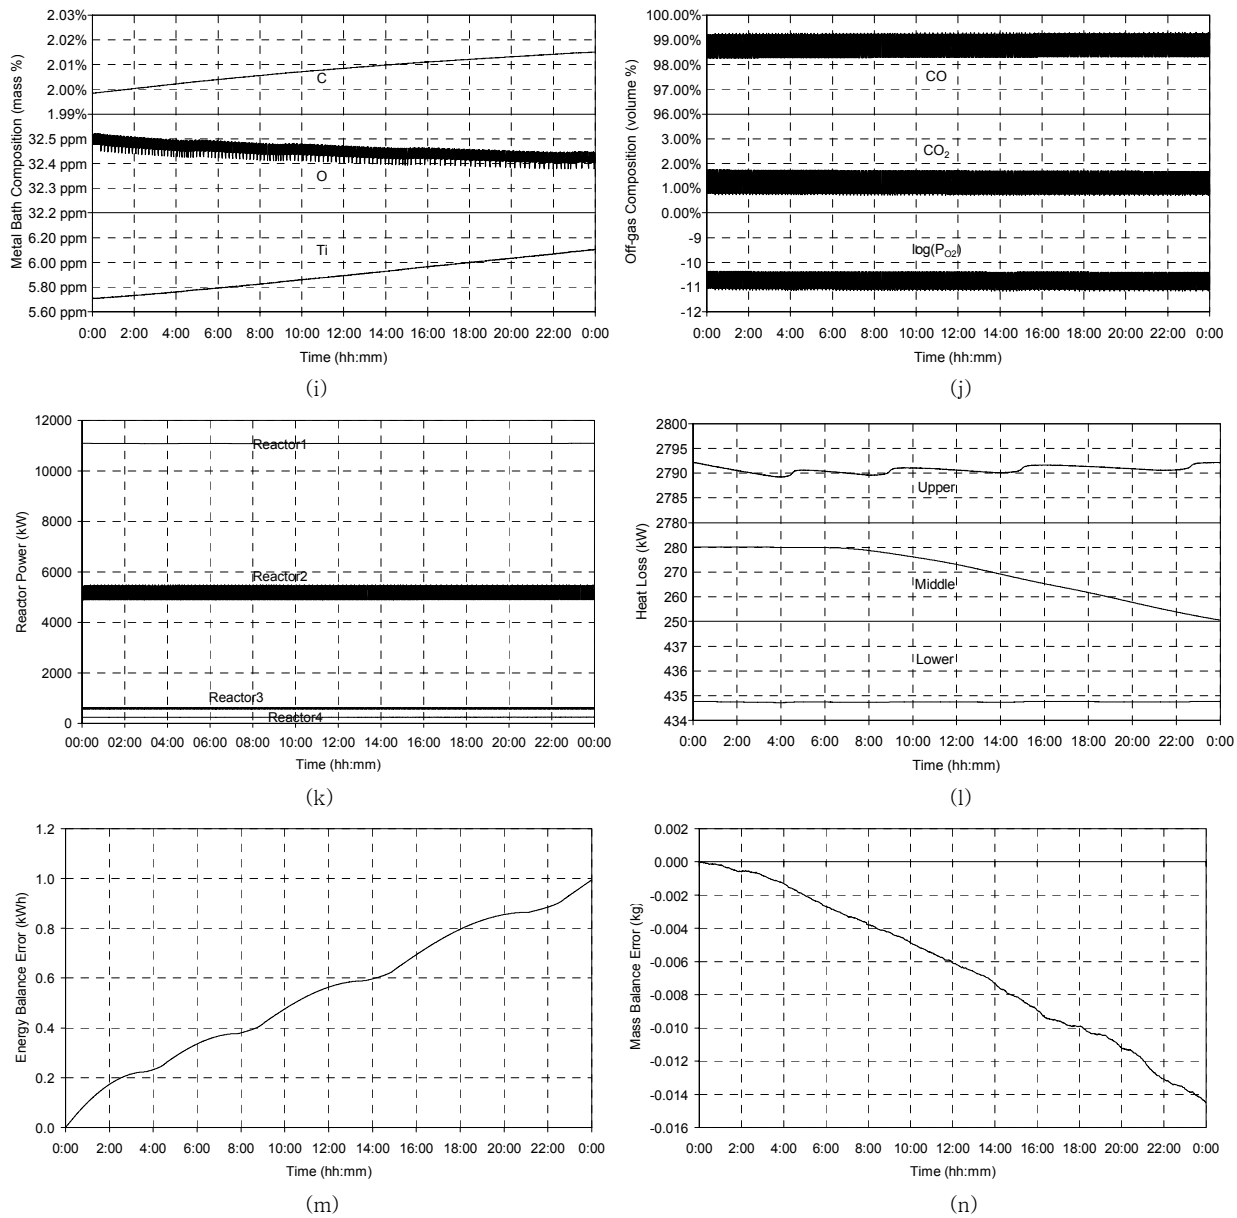 2.03%
2.02%
2.01%
2.00%
1.99%
32.5 ppm
32.4 ppm
32.3 ppm
32.2 ppm
6.20 ppm
6.00 ppm
5.80 ppm
5.60 ppm
Metal Bath Composition (mass %)
C
O
Ti
0:00 2:00 4:00 6:00 8:00 10:00 12:00 14:00 16:00 18:00 20:00 22:00 0:00
Time (hh:mm)
(i)
100.00%
99.00%
98.00%
97.00%
96.00%
3.00%
2.00%
1.00%
0.00%
-9
-10
-11
-12
Off-gas Composition (volume %)
CO
CO2
log(PO2)
0:00 2:00 4:00 6:00 8:00 10:00 12:00 14:00 16:00 18:00 20:00 22:00 0:00
Time (hh:mm)
(j)
12000
10000
8000
6000
4000
2000
0
Reactor Power (kW)
Reactor1
Reactor2
Reactor3
Reactor4
00:00 02:00 04:00 06:00 08:00 10:00 12:00 14:00 16:00 18:00 20:00 22:00 00:00
Time (hh:mm)
(k)
2800
2795
2790
2785
2780
280
270
260
250
437
436
435
434
Heat Loss (kW)
Upper
Middle
Lower
0:00 2:00 4:00 6:00 8:00 10:00 12:00 14:00 16:00 18:00 20:00 22:00 0:00
Time (hh:mm)
(l)
1.2
1.0
0.8
0.6
0.4
0.2
0.0
Energy Balance Error (kWh)
0:00 2:00 4:00 6:00 8:00 10:00 12:00 14:00 16:00 18:00 20:00 22:00 0:00
Time (hh:mm)
(m)
0.002
0.000
-0.002
-0.004
-0.006
-0.008
-0.010
-0.012
-0.014
-0.016
Mass Balance Error (kg)
0:00 2:00 4:00 6:00 8:00 10:00 12:00 14:00 16:00 18:00 20:00 22:00 0:00
Time (hh:mm)
(n)